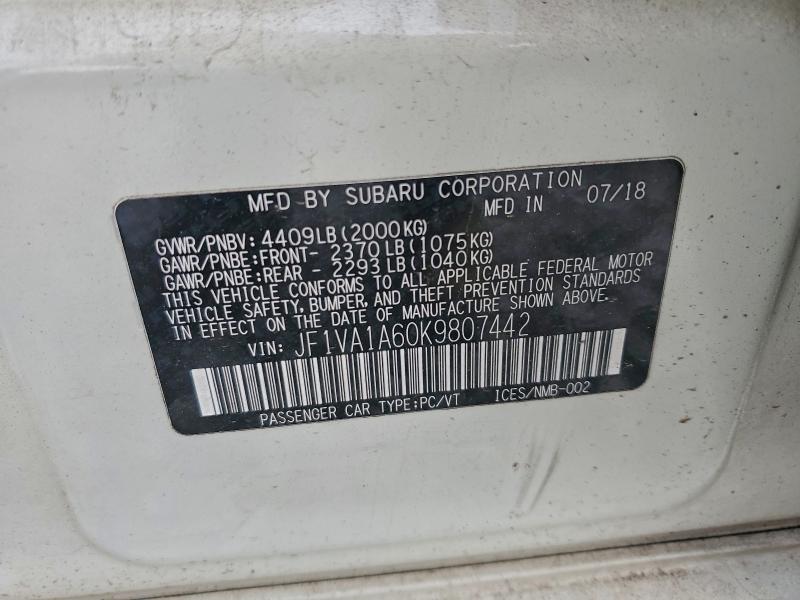 MFD BY SUBARU CORPORATION
MFD IN 07/18
GVWR/PNBV: 4409LB(2000KG)
GAWR/PNBE:FRONT- 2370LB(1075KG)
GAWR/PNBE:REAR - 2293LB(1040KG)
THIS VEHICLE CONFORMS TO ALL APPLICABLE FEDERAL MOTOR
VEHICLE SAFETY, BUMPER, AND THEFT PREVENTION STANDARDS
IN EFFECT ON THE DATE OF MANUFACTURE SHOWN ABOVE.
VIN: JF1VA1A60K9807442
PASSENGER CAR TYPE:PC/VT ICES/NMB-002